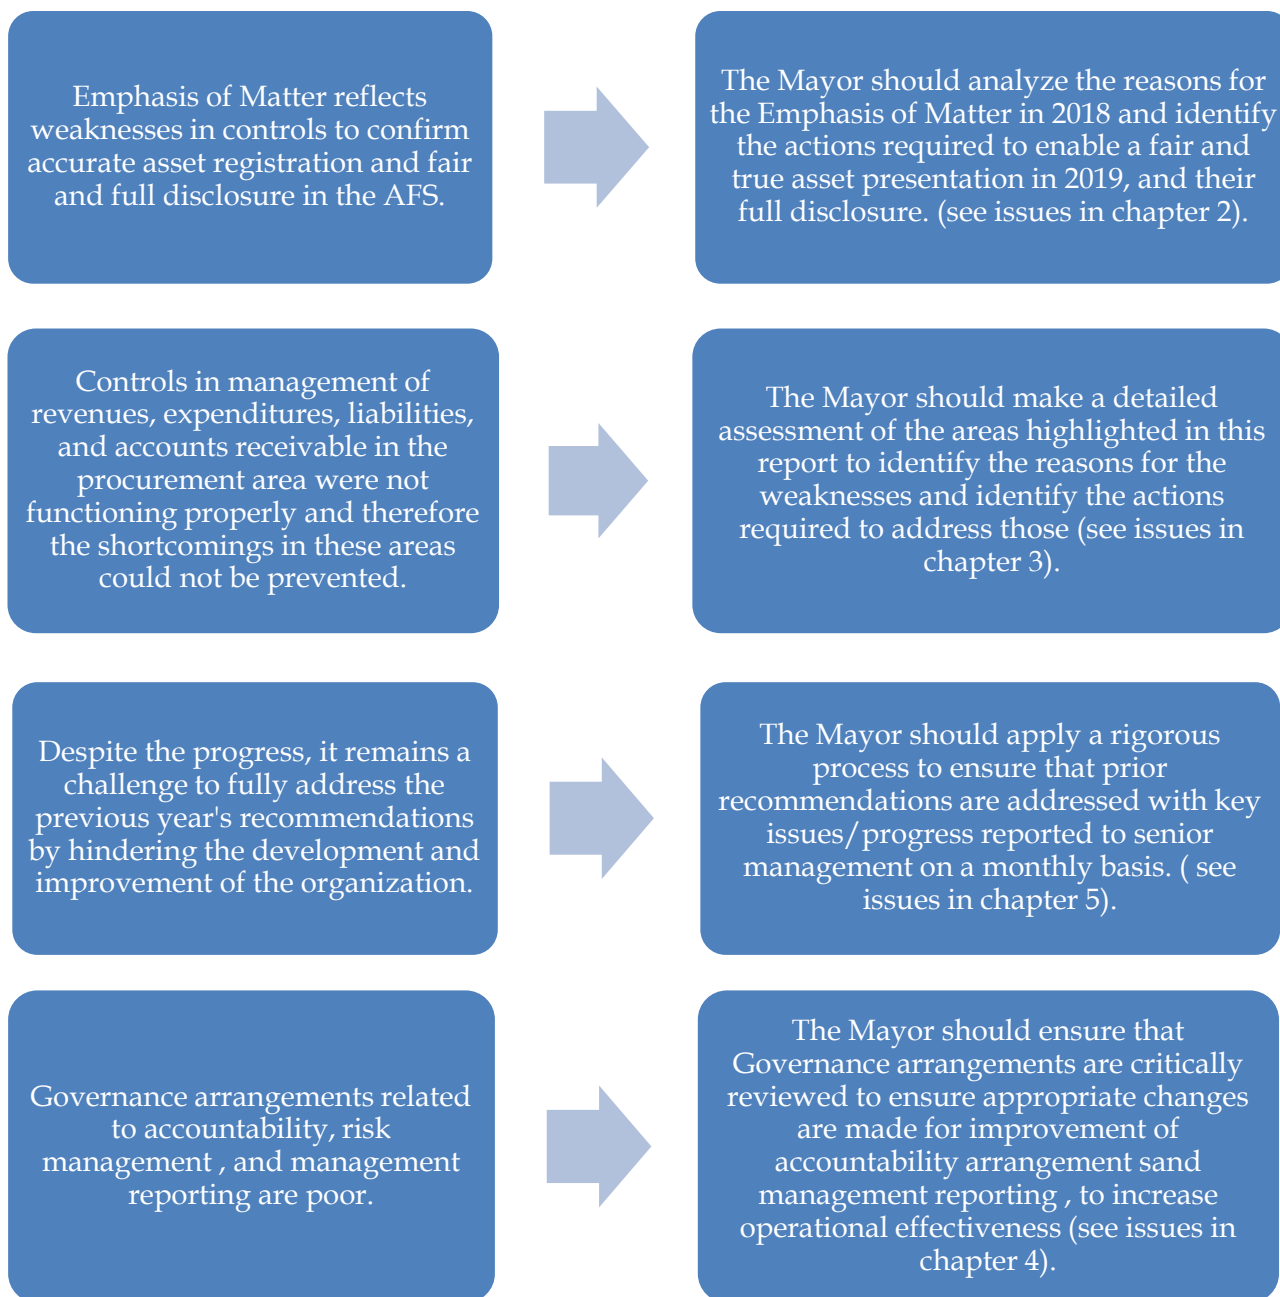 Emphasis of Matter reflects
weaknesses in controls to confirm
accurate asset registration and fair
and full disclosure in the AFS.
The Mayor should analyze the reasons for
the Emphasis of Matter in 2018 and identify
the actions required to enable a fair and
true asset presentation in 2019, and their
full disclosure. (see issues in chapter 2).
Controls in management of
revenues, expenditures, liabilities,
and accounts receivable in the
procurement area were not
functioning properly and therefore
the shortcomings in these areas
could not be prevented.
The Mayor should make a detailed
assessment of the areas highlighted in this
report to identify the reasons for the
weaknesses and identify the actions
required to address those (see issues in
chapter 3).
Despite the progress, it remains a
challenge to fully address the
previous year's recommendations
by hindering the development and
improvement of the organization.
The Mayor should apply a rigorous
process to ensure that prior
recommendations are addressed with key
issues/progress reported to senior
management on a monthly basis. ( see
issues in chapter 5).
Governance arrangements related
to accountability, risk
management , and management
reporting are poor.
The Mayor should ensure that
Governance arrangements are critically
reviewed to ensure appropriate changes
are made for improvement of
accountability arrangement sand
management reporting , to increase
operational effectiveness (see issues in
chapter 4).